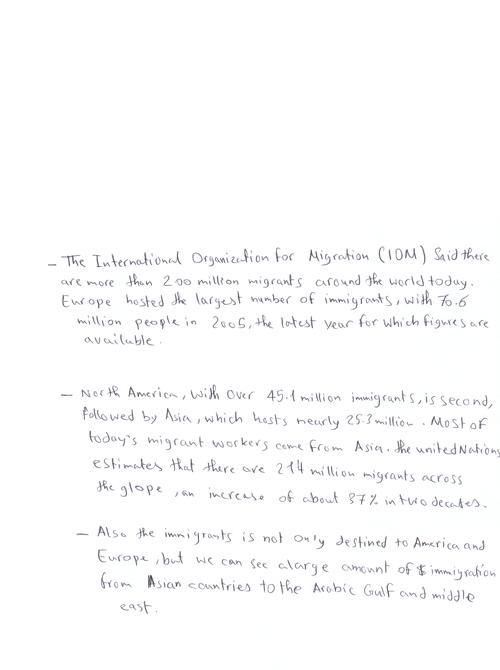 – The International Organization for Migration (IOM) Said there
are more than 200 million migrants around the world today.
Europe hosted the largest number of immigrants, with 70.6
million people in 2005, the latest year for which figures are
available.
– North America, with over 45.1 million immigrants, is second,
followed by Asia, which hosts nearly 25.3 million. Most of
today's migrant workers come from Asia. the united Nations
estimates that there are 214 million migrants across
the glope, an increase of about 37% in two decates.
– Also the immigrants is not only destined to America and
Europe, but we can see a large amount of immigration
from Asian countries to the Arabic Gulf and middle
east.